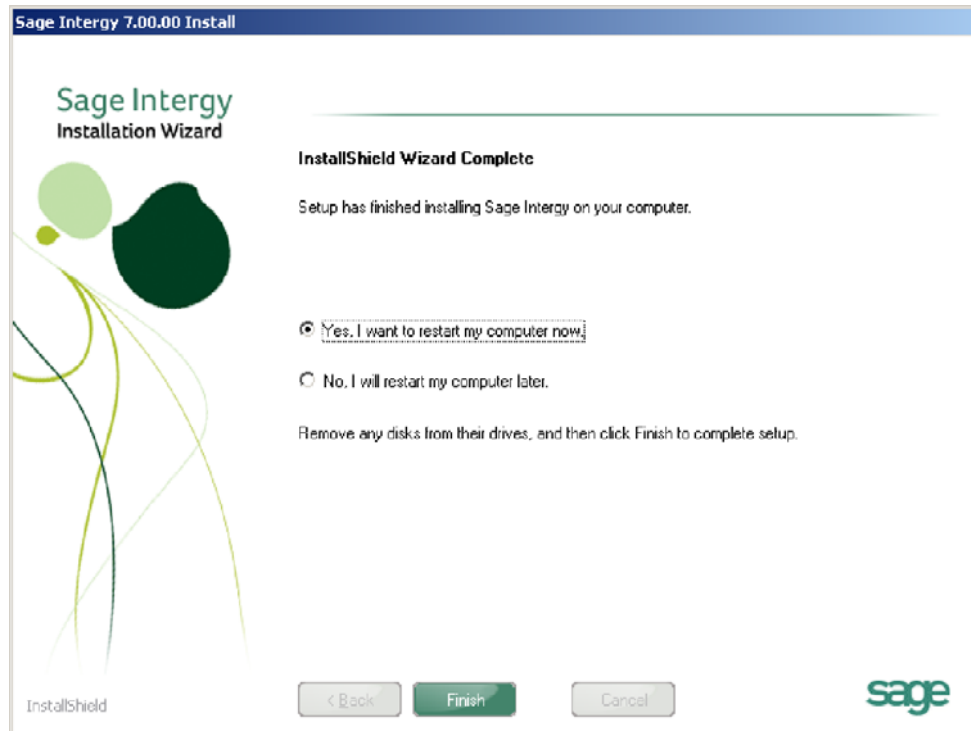 Sage Intergy 7.00.00 Install
Sage Intergy
Installation Wizard
InstallShield Wizard Complete
Setup has finished installing Sage Intergy on your computer.
Yes, I want to restart my computer now.
No, I will restart my computer later.
Remove any disks from their drives, and then click Finish to complete setup.
InstallShield
< Back
Finish
Cancel
sage